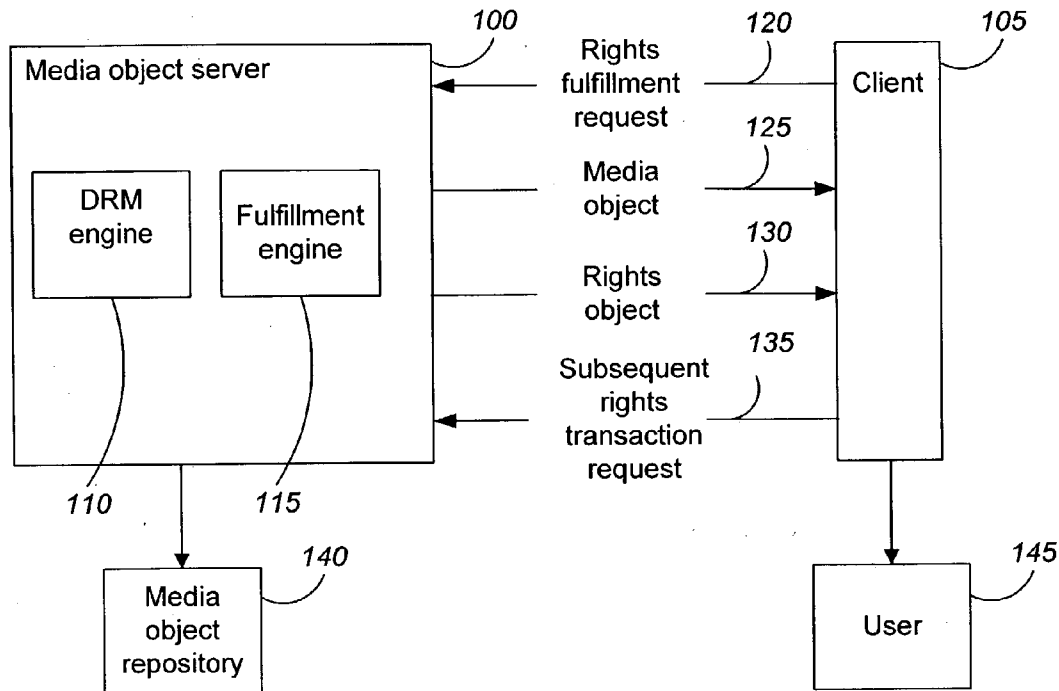 100
Media object server
DRM
engine
Fulfillment
engine
110
115
Rights
fulfillment
request
120
Media
object
125
Rights
object
130
Subsequent
rights
transaction
request
135
Client
105
Media
object
repository
140
User
145